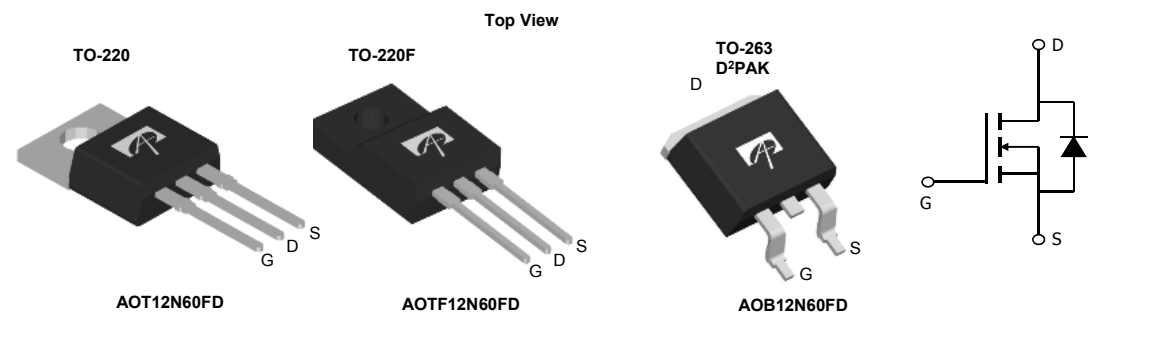 Top View
TO-220
TO-220F
TO-263
D²PAK
D
D
G
S
S
D
G
S
D
G
S
G
AOT12N60FD
AOTF12N60FD
AOB12N60FD